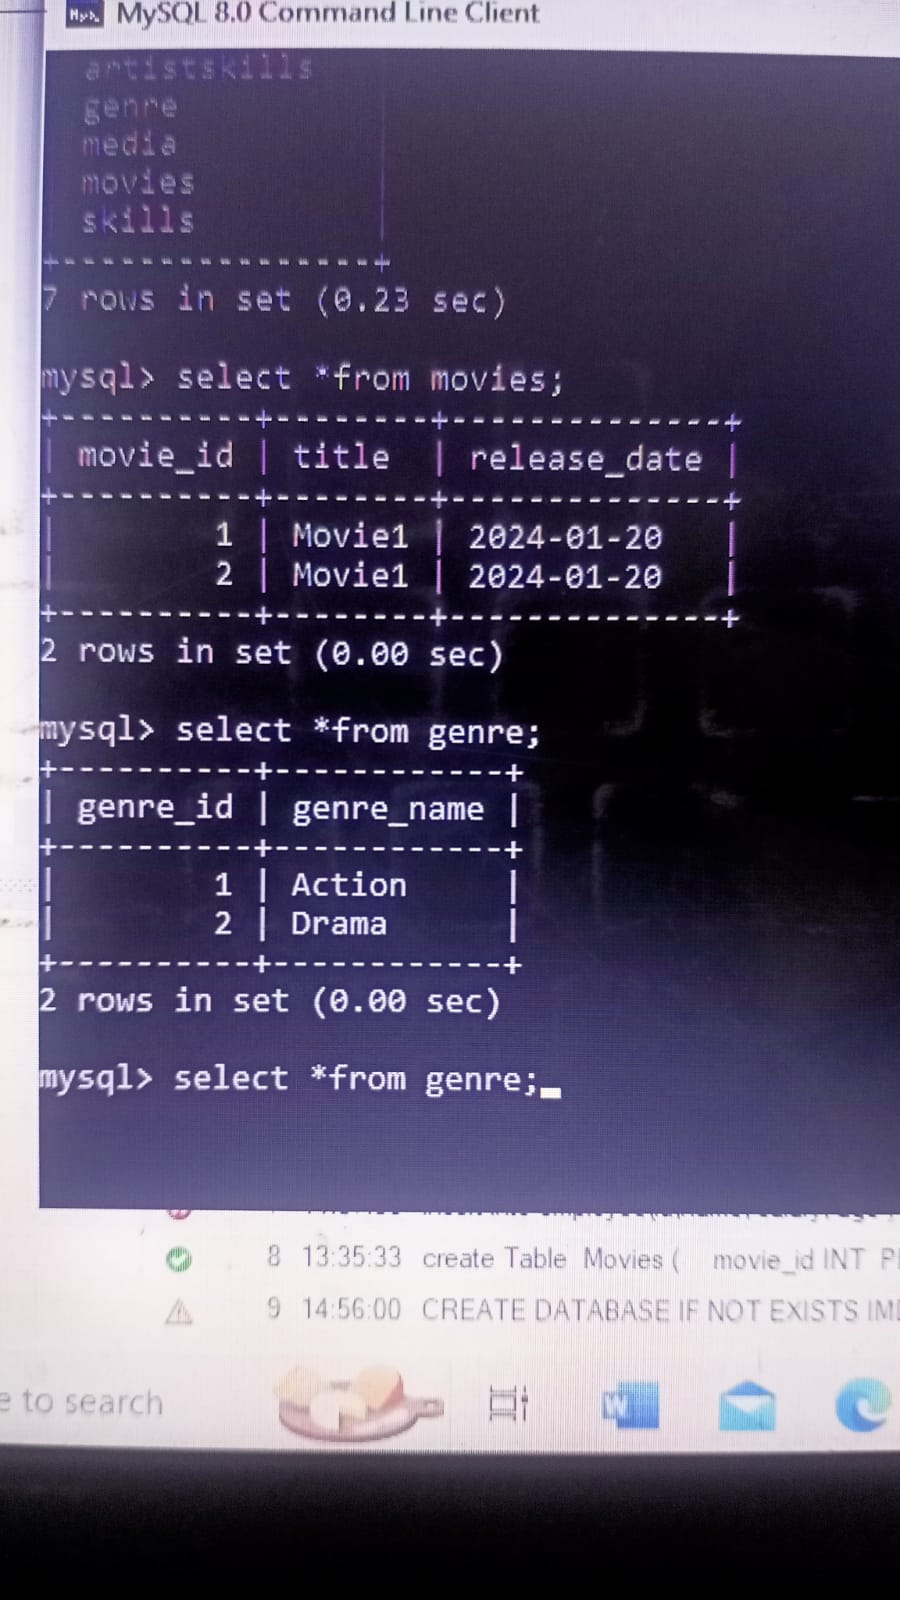 MySQL 8.0 Command Line Client
artistskills
genre
media
movies
skills
+-----------------+
7 rows in set (0.23 sec)
mysql> select *from movies;
+----------+--------+--------------+
| movie_id | title  | release_date |
+----------+--------+--------------+
|        1 | Movie1 | 2024-01-20   |
|        2 | Movie1 | 2024-01-20   |
+----------+--------+--------------+
2 rows in set (0.00 sec)
mysql> select *from genre;
+----------+------------+
| genre_id | genre_name |
+----------+------------+
|        1 | Action     |
|        2 | Drama      |
+----------+------------+
2 rows in set (0.00 sec)
mysql> select *from genre;
8 13:35:33 create Table Movies ( movie_id INT
9 14:56:00 CREATE DATABASE IF NOT EXISTS
e to search
W